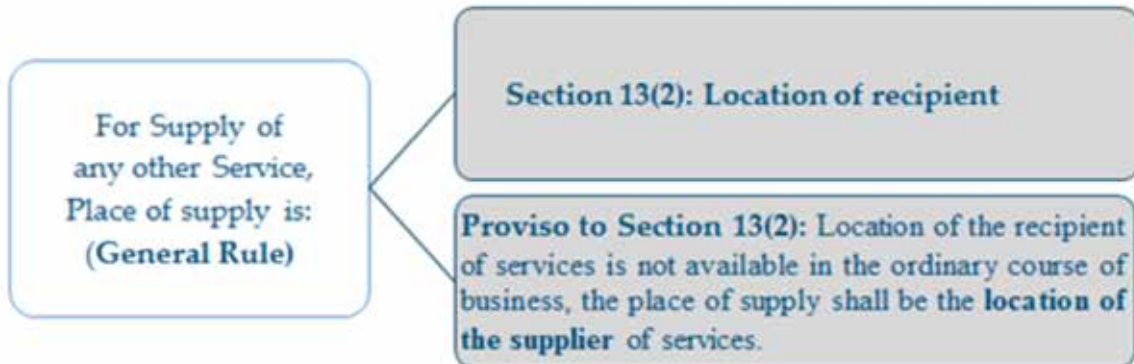 For Supply of
any other Service,
Place of supply is:
(General Rule)
Section 13(2): Location of recipient
Proviso to Section 13(2): Location of the recipient
of services is not available in the ordinary course of
business, the place of supply shall be the location of
the supplier of services.